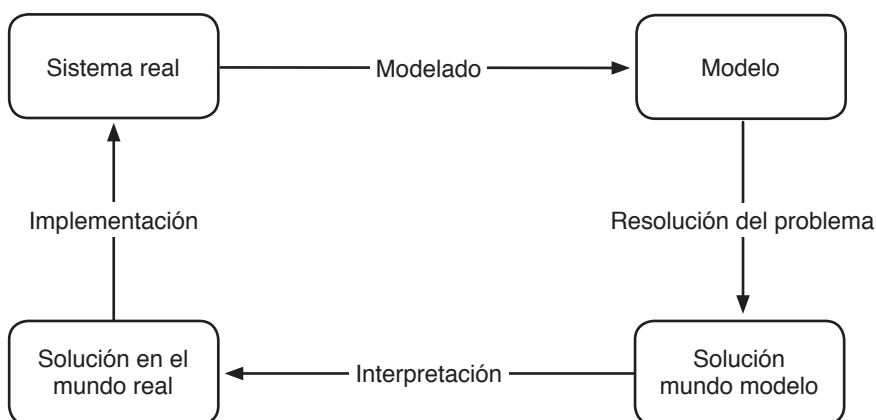 Sistema real
Modelado
Modelo
Implementación
Resolución del problema
Solución en el
mundo real
Interpretación
Solución
mundo modelo